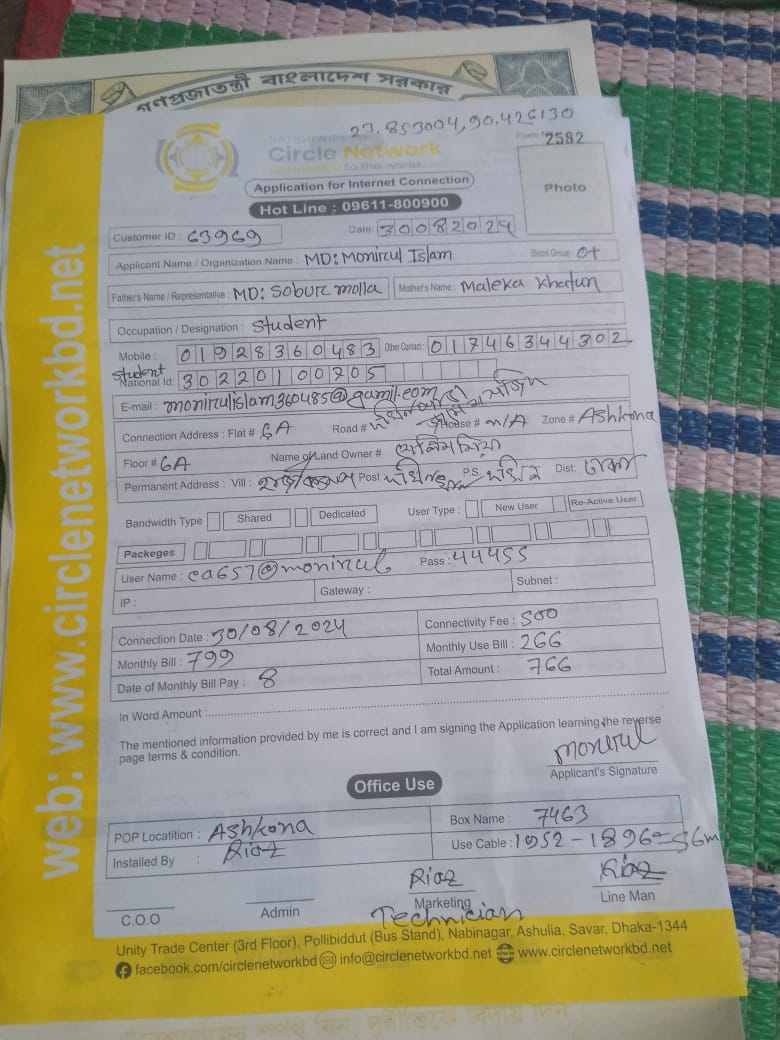 গণপ্রজাতন্ত্রী বাংলাদেশ সরকার
23.853004,90.426130
NATIONWIDE
Circle Network
Connected to the world...
Form No
2582
Application for Internet Connection
Photo
Hot Line : 09611-800900
Customer ID : 63969
Date: 30082024
Applicant Name / Organization Name : MD: Monirul Islam
Blood Group : O+
Father's Name / Representative : MD: Sobur molla
Mother's Name : Maleka Khatun
Occupation / Designation : Student
Mobile : 01928360483 Other Contact : 01746344302
Student
National Id: 30220100705
E-mail : monirulislam360485@gamil.com
Connection Address : Flat # 6A Road # House # n/A Zone # Ashkona
Floor # 6A Name of Land Owner #
Permanent Address : Vill : Post P.S. Dist: ঢাকা
Bandwidth Type Shared Dedicated User Type : New User Re-Active User
Packeges
User Name : ca657@monirul Pass : 44455
IP : Gateway : Subnet :
Connection Date : 30/08/2024
Connectivity Fee : 500
Monthly Bill : 799
Monthly Use Bill : 266
Date of Monthly Bill Pay : 8
Total Amount : 766
In Word Amount :
The mentioned information provided by me is correct and I am signing the Application learning the reverse
page terms & condition.
monirul
Applicant's Signature
Office Use
POP Locatition : Ashkona
Box Name : 7463
Installed By : Riaz
Use Cable : 1952-1896=56m
Riaz
Riaz
C.O.O
Admin
Marketing
Line Man
Technician
Unity Trade Center (3rd Floor), Pollibiddut (Bus Stand), Nabinagar, Ashulia, Savar, Dhaka-1344
facebook.com/circlenetworkbd info@circlenetworkbd.net www.circlenetworkbd.net
web: www.circlenetworkbd.net